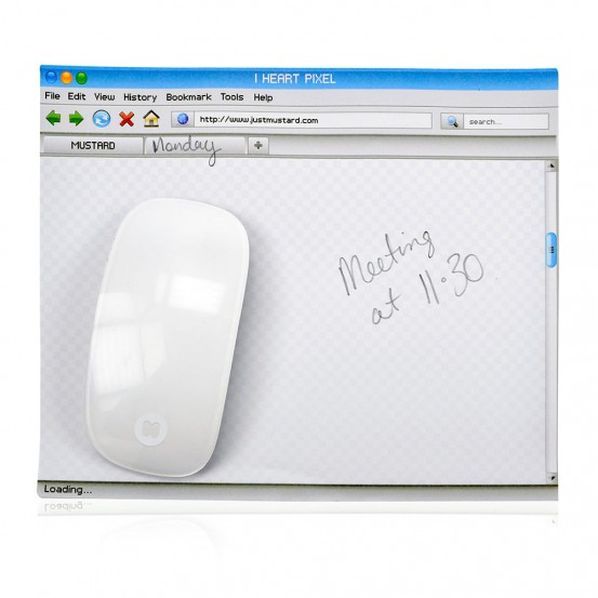 I HEART PIXEL
File Edit View History Bookmark Tools Help
http://www.justmustard.com search...
MUSTARD Monday +
Meeting
at 11:30
Loading...